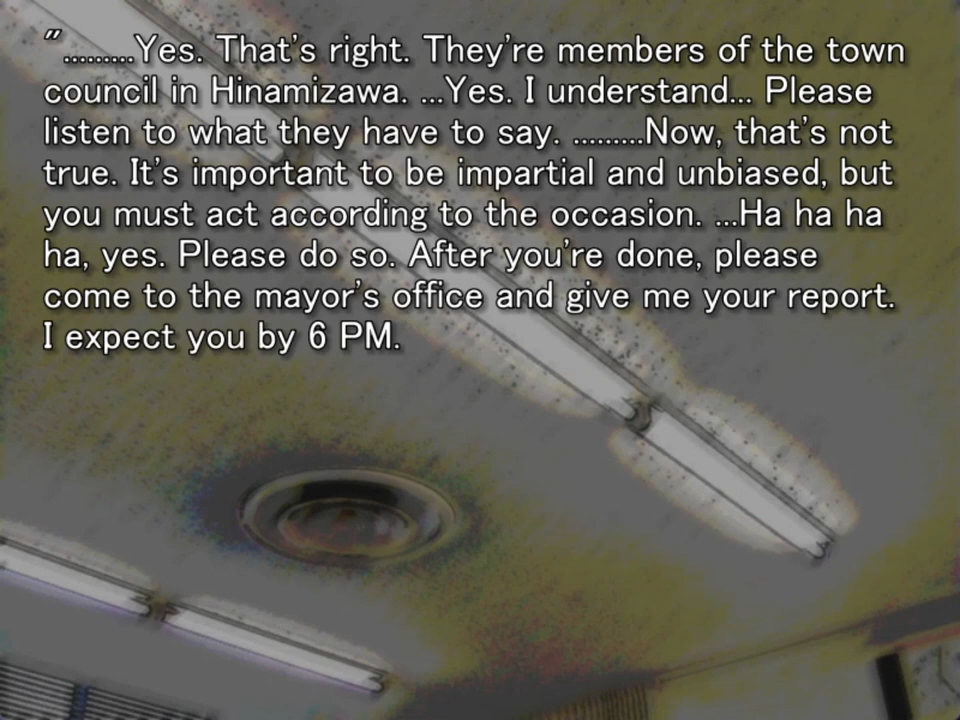 “.........Yes. That's right. They're members of the town
council in Hinamizawa. ...Yes. I understand... Please
listen to what they have to say. .........Now, that's not
true. It's important to be impartial and unbiased, but
you must act according to the occasion. ...Ha ha ha
ha, yes. Please do so. After you're done, please
come to the mayor's office and give me your report.
I expect you by 6 PM.